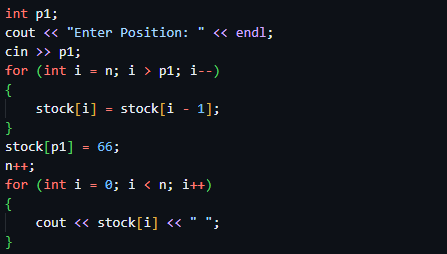 int p1;
cout << "Enter Position: " << endl;
cin >> p1;
for (int i = n; i > p1; i--)
{
    stock[i] = stock[i - 1];
}
stock[p1] = 66;
n++;
for (int i = 0; i < n; i++)
{
    cout << stock[i] << " ";
}